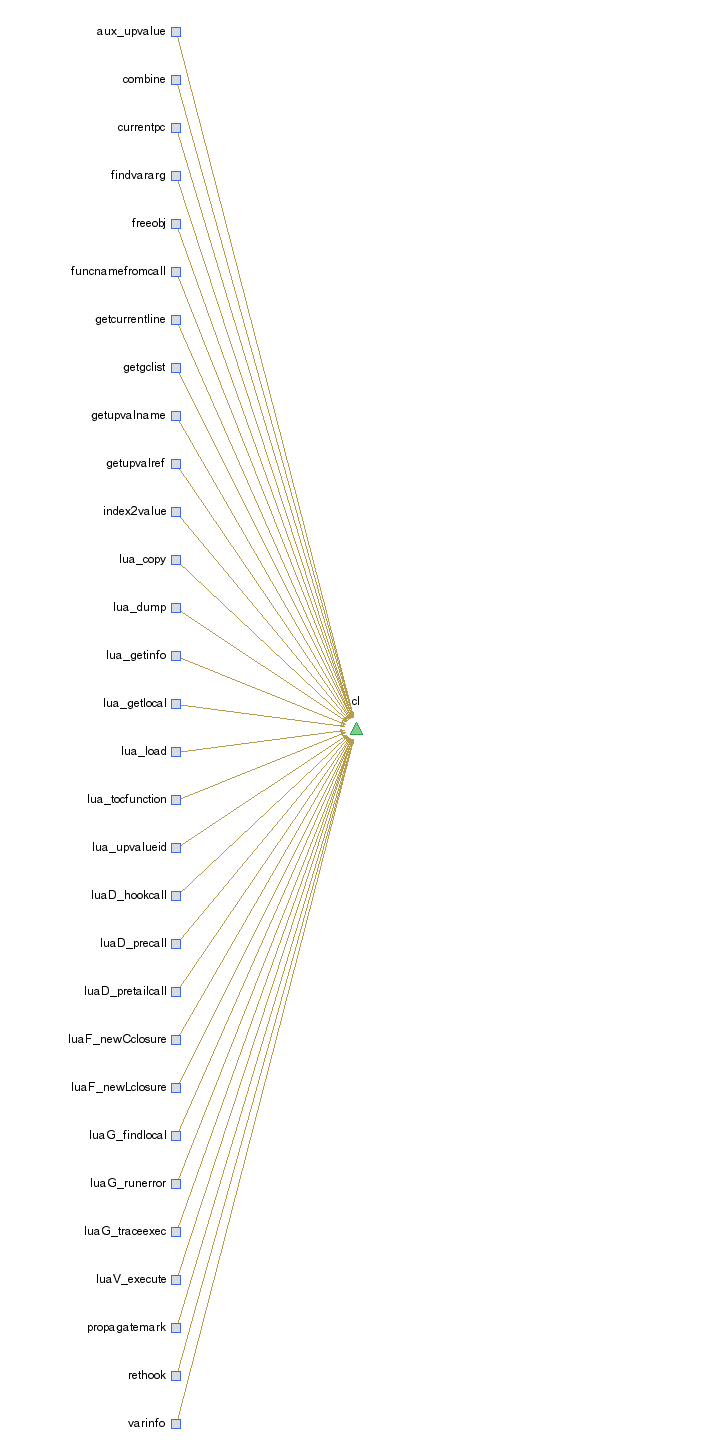 aux_upvalue
combine
currentpc
findvararg
freeobj
funcnamefromcall
getcurrentline
getgclist
getupvalname
getupvalref
index2value
lua_copy
lua_dump
lua_getinfo
cl
lua_getlocal
lua_load
lua_tocfunction
lua_upvalueid
luaD_hookcall
luaD_precall
luaD_pretailcall
luaF_newCclosure
luaF_newLclosure
luaG_findlocal
luaG_runerror
luaG_traceexec
luaV_execute
propagatemark
rethook
varinfo